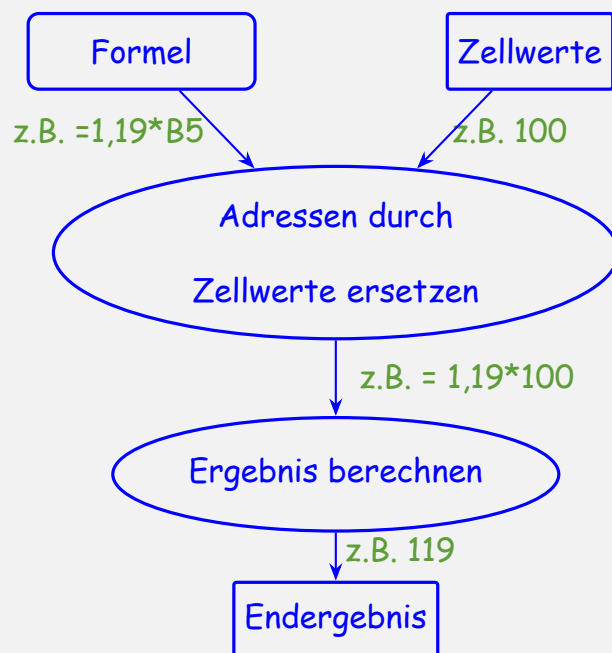 Formel
Zellwerte
z.B. =1,19*B5
z.B. 100
Adressen durch
Zellwerte ersetzen
z.B. = 1,19*100
Ergebnis berechnen
z.B. 119
Endergebnis